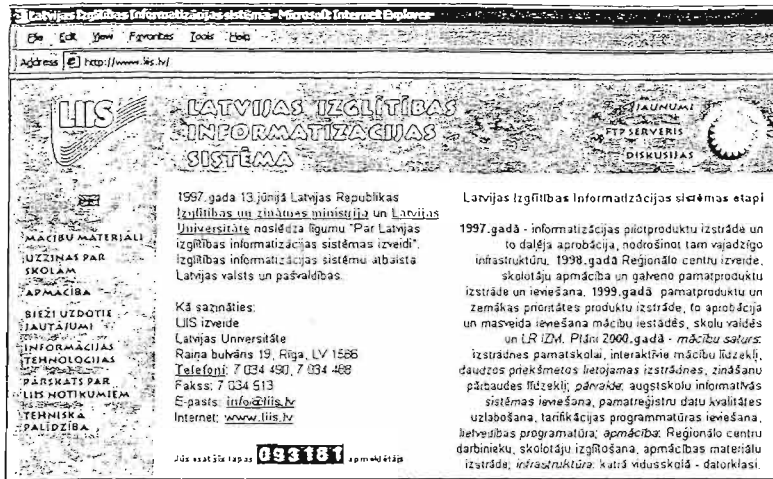 Latvijas Izglītības Informatizācijas sistēma - Microsoft Internet Explorer
File Edit View Favorites Tools Help
Address http://www.liis.lv/
LIIS
LATVIJAS IZGLĪTĪBAS
INFORMATIZĀCIJAS
SISTĒMA
JAUNUMI
FTP SERVERIS
DISKUSIJAS
MĀCĪBU MATERIĀLI
UZZIŅAS PAR
SKOLĀM
APMĀCĪBA
BIEŽI UZDOTIE
JAUTĀJUMI
INFORMĀCIJAS
TEHNOLOĢIJAS
PĀRSKATS PAR
LIIS NOTIKUMIEM
TEHNISKĀ
PALĪDZĪBA
1997.gada 13.jūnijā Latvijas Republikas
Izglītības un zinātnes ministrija un Latvijas
Universitāte noslēdza līgumu "Par Latvijas
izglītības informatizācijas sistēmas izveidi".
Izglītības informatizācijas sistēmu atbalsta
Latvijas valsts un pašvaldības.
Kā sazināties:
LIIS izveide
Latvijas Universitāte
Raiņa bulvāris 19, Rīga, LV 1586
Telefoni: 7 034 490, 7 034 488
Fakss: 7 034 513
E-pasts: info@liis.lv
Internet: www.liis.lv
Jūs esat šīs lapas 093181 apmeklētājs
Latvijas Izglītības Informatizācijas sistēmas etapi
1997.gadā - informatizācijas pilotproduktu izstrāde un
to daļēja aprobācija, nodrošinot tam vajadzīgo
infrastruktūru. 1998.gadā Reģionālo centru izveide,
skolotāju apmācība un galveno pamatproduktu
izstrāde un ieviešana. 1999.gadā pamatproduktu un
zemākas prioritātes produktu izstrāde, to aprobācija
un masveida ieviešana mācību iestādēs, skolu valdēs
un LR IZM. Plāni 2000.gadā - mācību saturs:
izstrādnes pamatskolai, interaktīvie mācību līdzekļi,
daudzos priekšmetos lietojamas izstrādnes, zināšanu
pārbaudes līdzekļi; pārvalde: augstskolu informatīvās
sistēmas ieviešana, pamatreģistru datu kvalitātes
uzlabošana, tarifikācijas programmatūras ieviešana,
lietvedības programatūra; apmācība: Reģionālo centru
darbinieku, skolotāju izglītošana, apmācības materiālu
izstrāde; infrastruktūra: katrā vidusskolā - datorklasi.